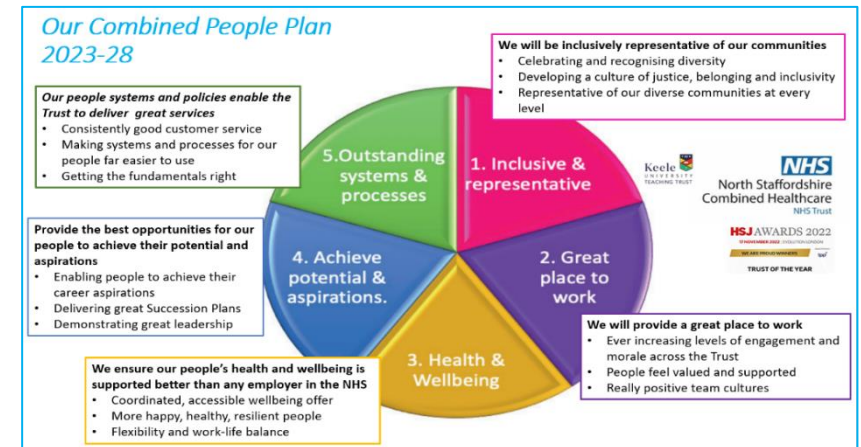 Our Combined People Plan
2023-28
We will be inclusively representative of our communities
• Celebrating and recognising diversity
• Developing a culture of justice, belonging and inclusivity
• Representative of our diverse communities at every
level
Our people systems and policies enable the
Trust to deliver great services
• Consistently good customer service
• Making systems and processes for our
people far easier to use
• Getting the fundamentals right
5.Outstanding
systems &
processes
1. Inclusive &
representative
Keele
UNIVERSITY
TEACHING TRUST
NHS
North Staffordshire
Combined Healthcare
NHS Trust
HSJ AWARDS 2022
17 NOVEMBER 2022
WE ARE PROUD WINNERS
TRUST OF THE YEAR
Provide the best opportunities for our
people to achieve their potential and
aspirations
• Enabling people to achieve their
career aspirations
• Delivering great Succession Plans
• Demonstrating great leadership
4. Achieve
potential &
aspirations.
2. Great
place to
work
We will provide a great place to work
• Ever increasing levels of engagement and
morale across the Trust
• People feel valued and supported
• Really positive team cultures
3. Health &
Wellbeing
We ensure our people's health and wellbeing is
supported better than any employer in the NHS
• Coordinated, accessible wellbeing offer
• More happy, healthy, resilient people
• Flexibility and work-life balance